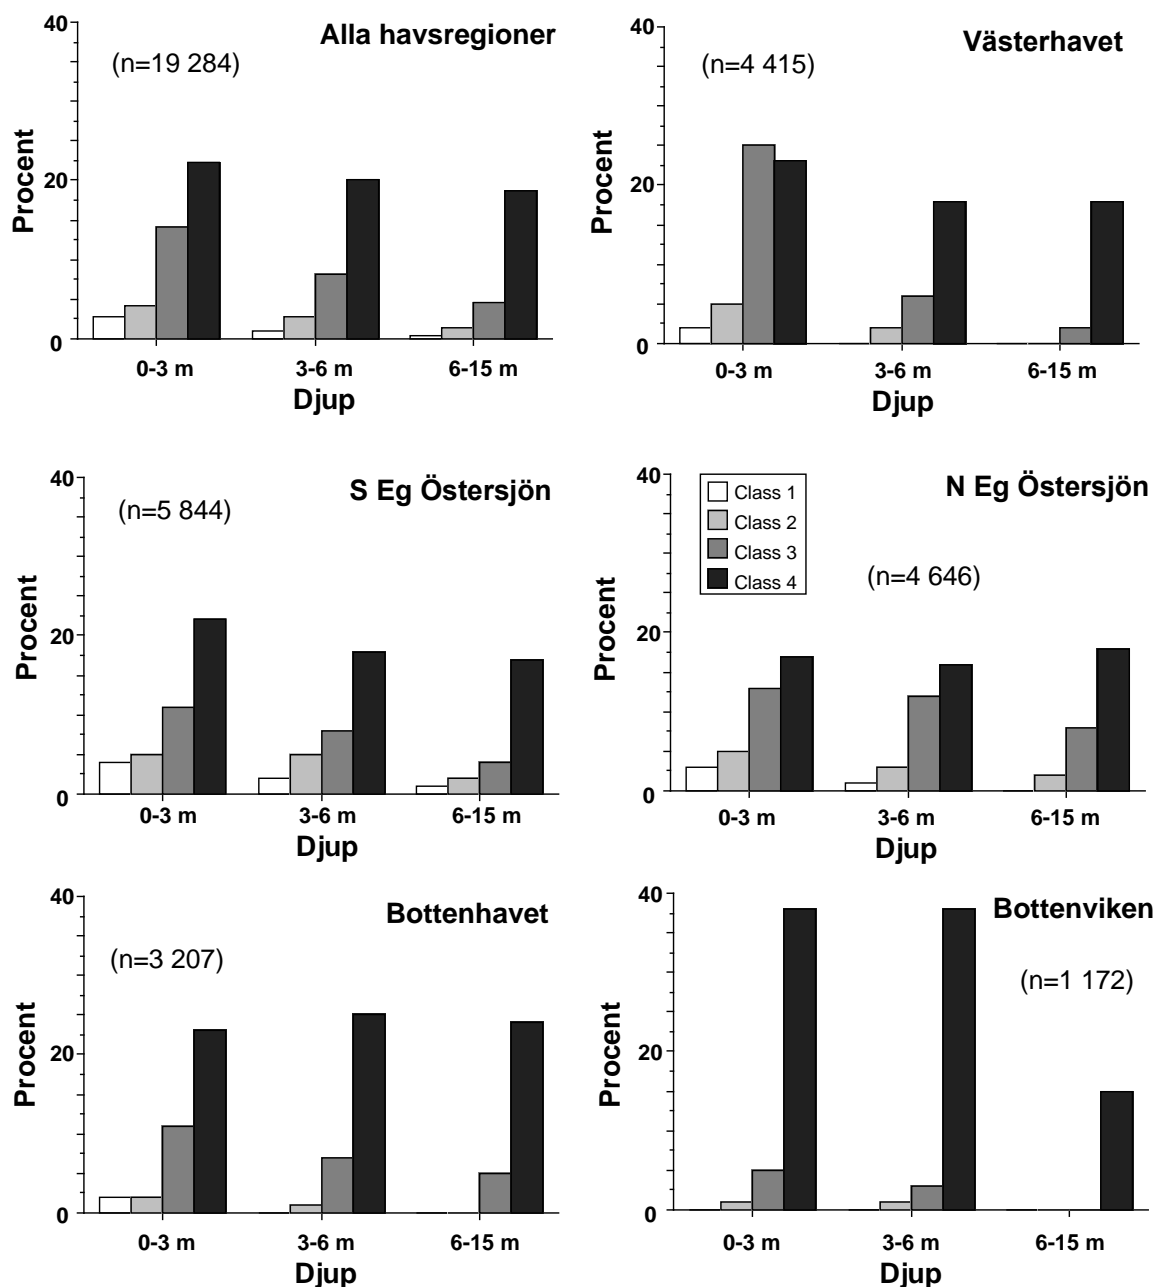 Alla havsregioner
(n=19 284)
40
20
0
Procent
0-3 m
3-6 m
6-15 m
Djup
Västerhavet
(n=4 415)
40
20
0
Procent
0-3 m
3-6 m
6-15 m
Djup
S Eg Östersjön
(n=5 844)
40
20
0
Procent
0-3 m
3-6 m
6-15 m
Djup
N Eg Östersjön
Class 1
Class 2
Class 3
Class 4
(n=4 646)
40
20
0
Procent
0-3 m
3-6 m
6-15 m
Djup
Bottenhavet
(n=3 207)
40
20
0
Procent
0-3 m
3-6 m
6-15 m
Djup
Bottenviken
(n=1 172)
40
20
0
Procent
0-3 m
3-6 m
6-15 m
Djup